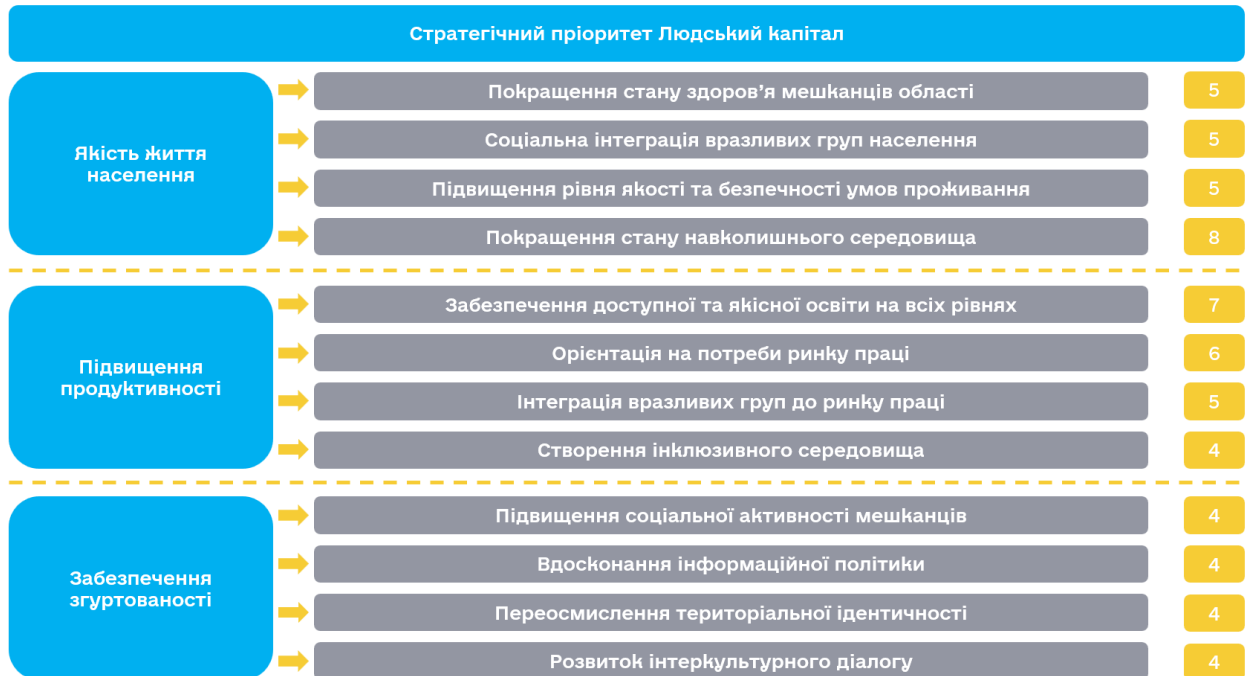 Стратегічний пріоритет Людський капітал
Якість життя
населення
Покращення стану здоров’я мешканців області
5
Соціальна інтеграція вразливих груп населення
5
Підвищення рівня якості та безпечності умов проживання
5
Покращення стану навколишнього середовища
8
Підвищення
продуктивності
Забезпечення доступної та якісної освіти на всіх рівнях
7
Орієнтація на потреби ринку праці
6
Інтеграція вразливих груп до ринку праці
5
Створення інклюзивного середовища
4
Забезпечення
згуртованості
Підвищення соціальної активності мешканців
4
Вдосконання інформаційної політики
4
Переосмислення територіальної ідентичності
4
Розвиток інтеркультурного діалогу
4